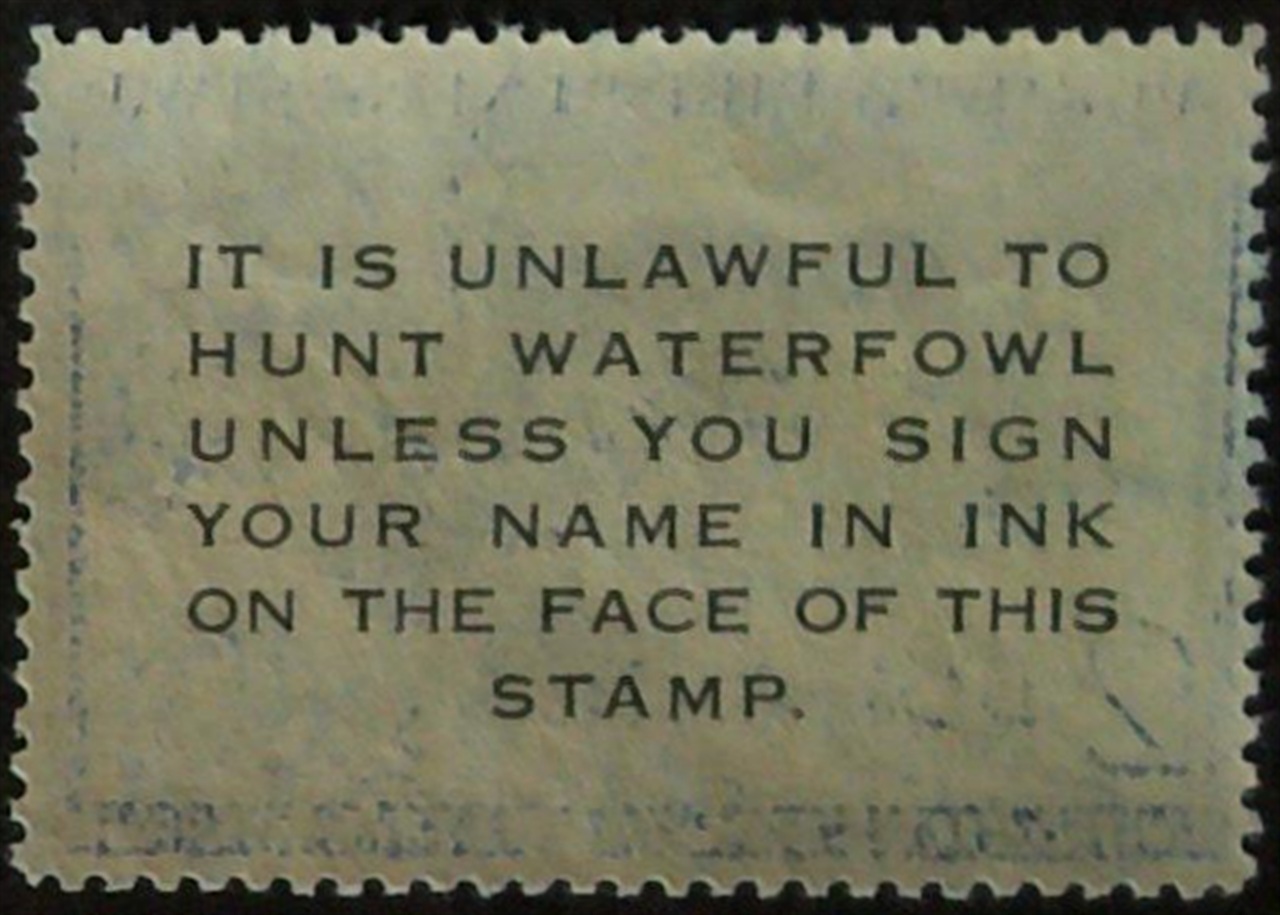 IT IS UNLAWFUL TO
HUNT WATERFOWL
UNLESS YOU SIGN
YOUR NAME IN INK
ON THE FACE OF THIS
STAMP.